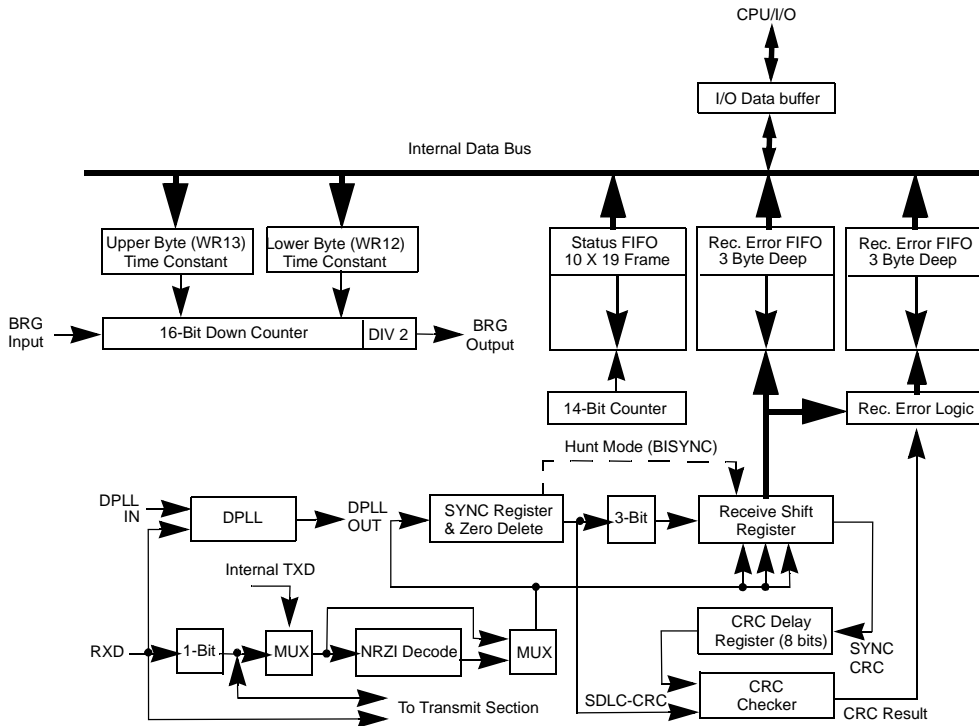 CPU/I/O
I/O Data buffer
Internal Data Bus
Upper Byte (WR13)
Time Constant
Lower Byte (WR12)
Time Constant
Status FIFO
10 X 19 Frame
Rec. Error FIFO
3 Byte Deep
Rec. Error FIFO
3 Byte Deep
BRG
Input
16-Bit Down Counter
DIV 2
BRG
Output
14-Bit Counter
Rec. Error Logic
Hunt Mode (BISYNC)
DPLL
IN
DPLL
DPLL
OUT
SYNC Register
& Zero Delete
3-Bit
Receive Shift
Register
Internal TXD
RXD
1-Bit
MUX
NRZI Decode
MUX
CRC Delay
Register (8 bits)
SYNC
CRC
To Transmit Section
SDLC-CRC
CRC
Checker
CRC Result